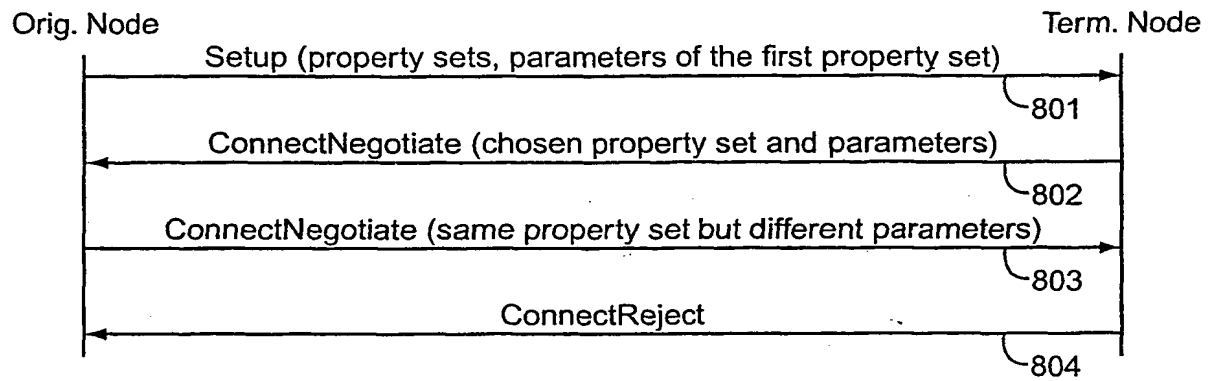 Orig. Node
Term. Node
Setup (property sets, parameters of the first property set)
801
ConnectNegotiate (chosen property set and parameters)
802
ConnectNegotiate (same property set but different parameters)
803
ConnectReject
804